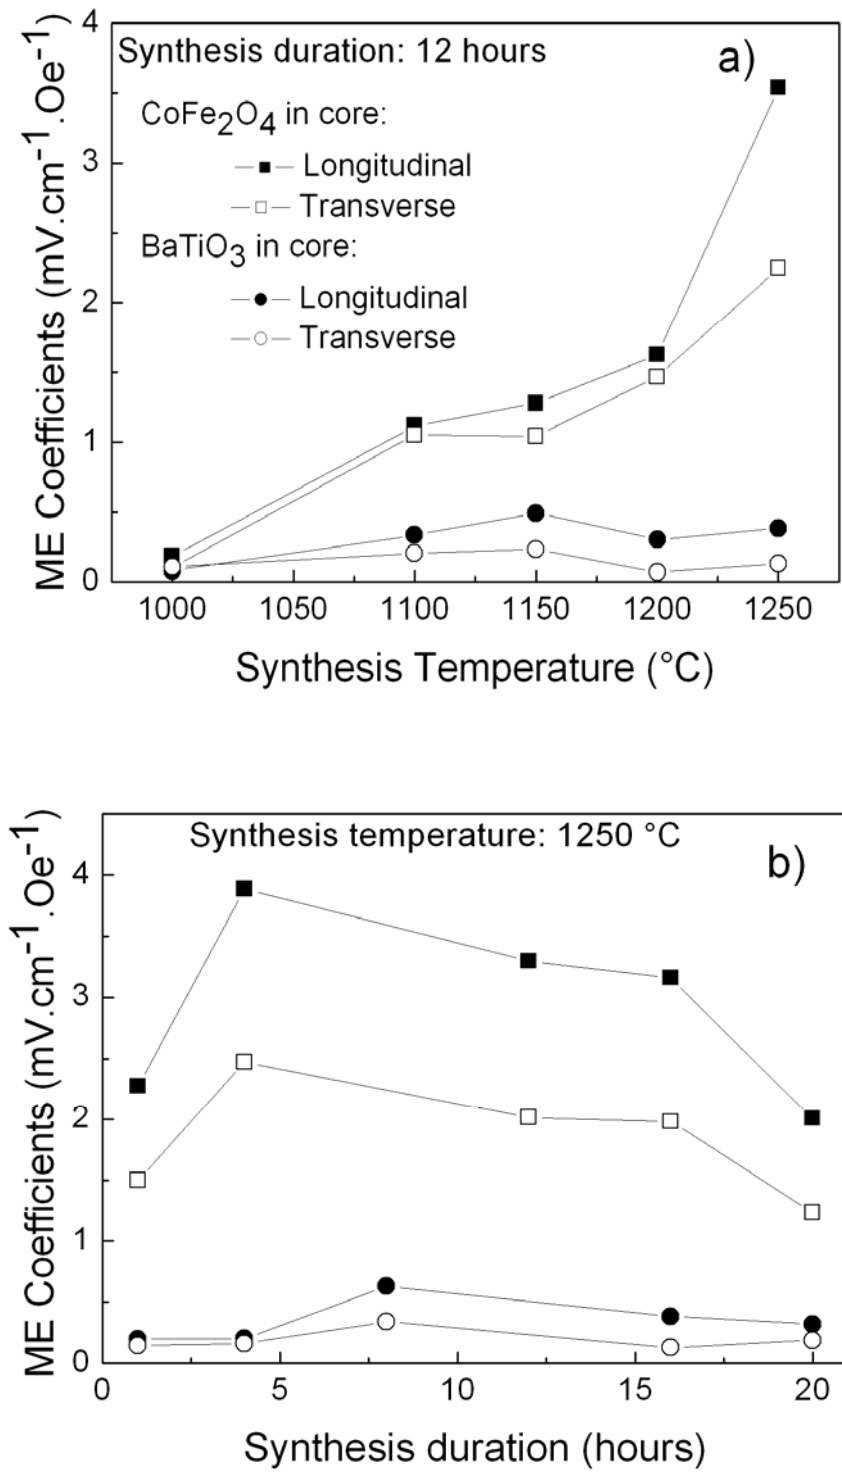 4
Synthesis duration: 12 hours
a)
CoFe₂O₄ in core:
Longitudinal
Transverse
BaTiO₃ in core:
Longitudinal
Transverse
3
2
1
0
ME Coefficients (mV.cm⁻¹.Oe⁻¹)
1000 1050 1100 1150 1200 1250
Synthesis Temperature (°C)
Synthesis temperature: 1250 °C
b)
4
3
2
1
0
ME Coefficients (mV.cm⁻¹.Oe⁻¹)
0 5 10 15 20
Synthesis duration (hours)